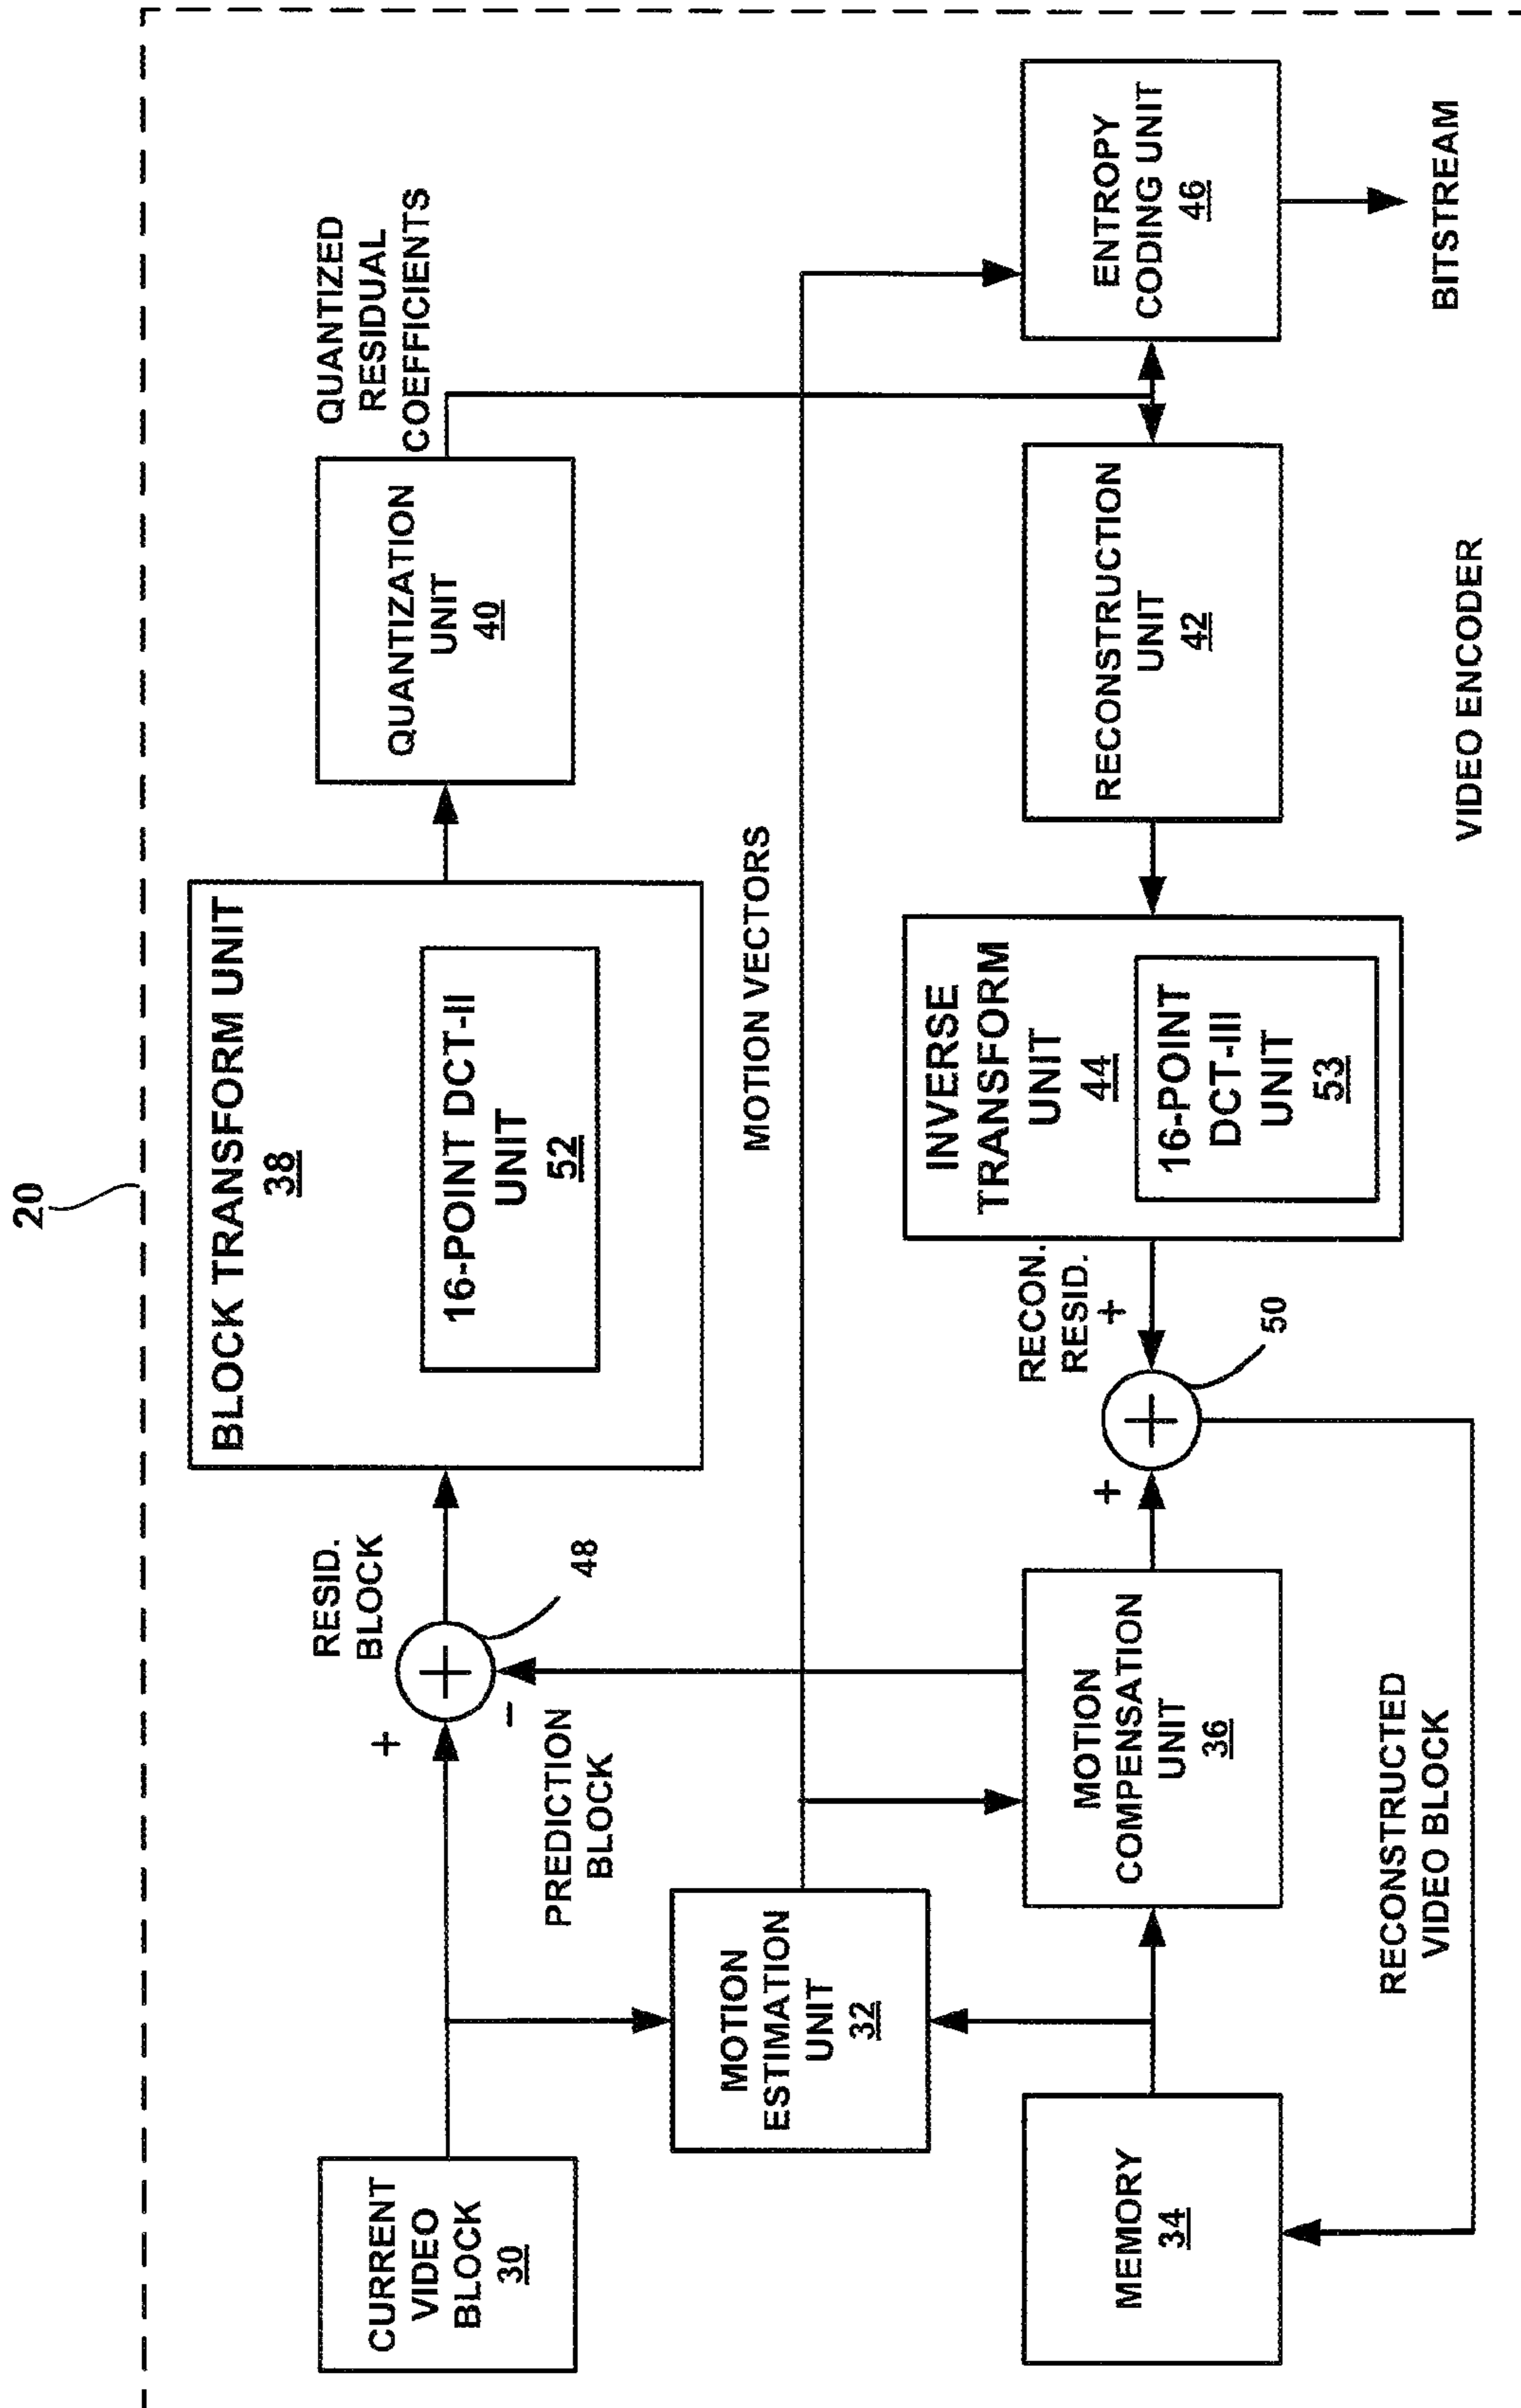 20
CURRENT
VIDEO
BLOCK
30
+
-
PREDICTION
BLOCK
RESID.
BLOCK
48
BLOCK TRANSFORM UNIT
38
16-POINT DCT-II
UNIT
52
QUANTIZATION
UNIT
40
QUANTIZED
RESIDUAL
COEFFICIENTS
MOTION
ESTIMATION
UNIT
32
MOTION VECTORS
MEMORY
34
MOTION
COMPENSATION
UNIT
36
+
RECON.
RESID.
+
50
INVERSE
TRANSFORM
UNIT
44
16-POINT
DCT-III
UNIT
53
RECONSTRUCTION
UNIT
42
ENTROPY
CODING UNIT
46
RECONSTRUCTED
VIDEO BLOCK
VIDEO ENCODER
BITSTREAM